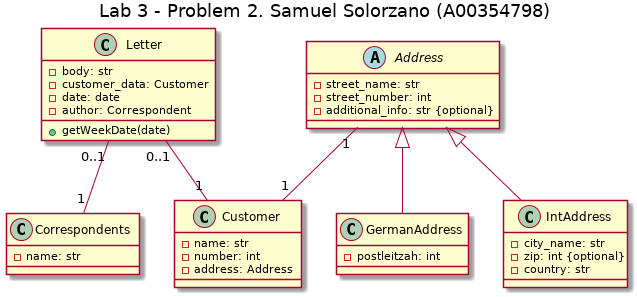 Lab 3 - Problem 2. Samuel Solorzano (A00354798)
C Letter
body: str
customer_data: Customer
date: date
author: Correspondent
getWeekDate(date)
A Address
street_name: str
street_number: int
additional_info: str {optional}
0..1
0..1
1
1
1
1
C Correspondents
name: str
C Customer
name: str
number: int
address: Address
C GermanAddress
postleitzah: int
C IntAddress
city_name: str
zip: int {optional}
country: str